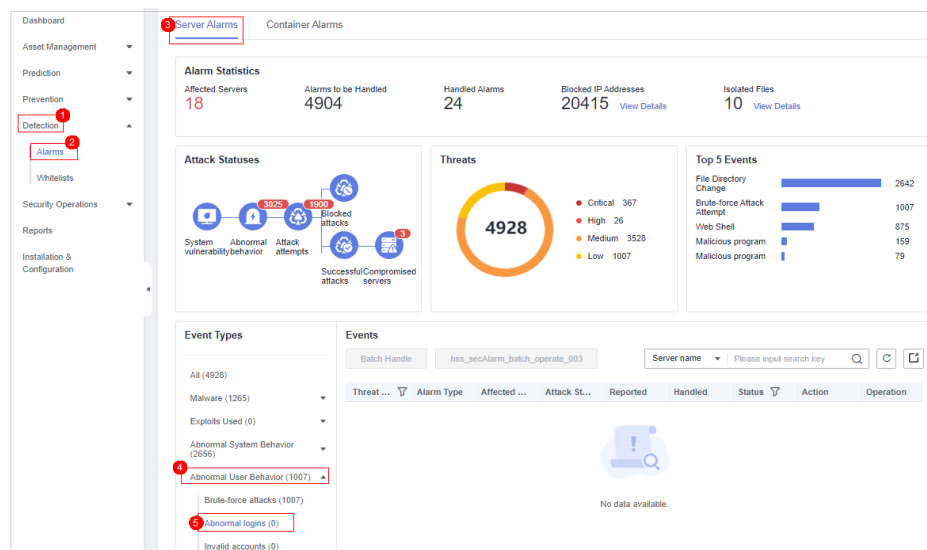 Dashboard
Asset Management
Prediction
Prevention
1
Detection
2
Alarms
Whitelists
Security Operations
Reports
Installation &
Configuration
3 Server Alarms Container Alarms
Alarm Statistics
Affected Servers Alarms to be Handled Handled Alarms Blocked IP Addresses Isolated Files
18 4904 24 20415 View Details 10 View Details
Attack Statuses
3025 1900
Blocked
attacks
3
System Abnormal Attack
vulnerability behavior attempts
Successful Compromised
attacks servers
Threats
4928
Critical 367
High 26
Medium 3528
Low 1007
Top 5 Events
File Directory
Change 2642
Brute-force Attack
Attempt 1007
Web Shell 875
Malicious program 159
Malicious program 79
Event Types
All (4928)
Malware (1265)
Exploits Used (0)
Abnormal System Behavior
(2656)
4
Abnormal User Behavior (1007)
Brute-force attacks (1007)
5 Abnormal logins (0)
Invalid accounts (0)
Events
Batch Handle hss_secAlarm_batch_operate_003 Server name Please input search key
Threat ... Alarm Type Affected ... Attack St... Reported Handled Status Action Operation
No data available.